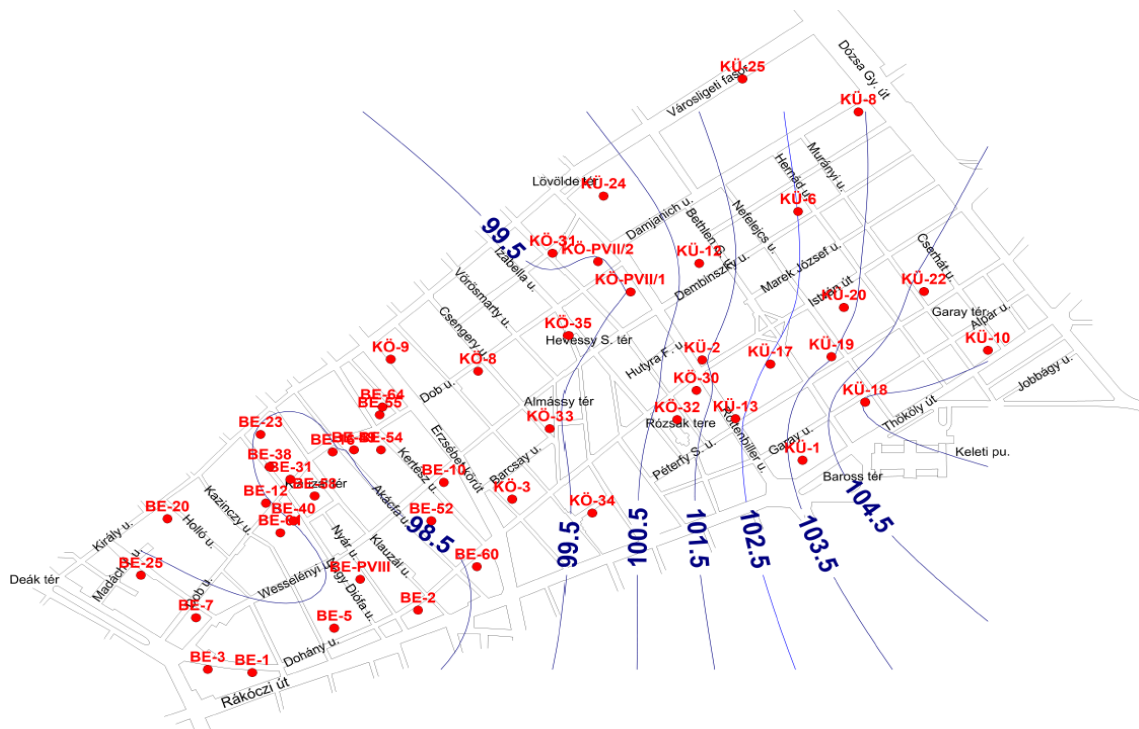 KÜ-25
Dózsa Gy. út
Városligeti fasor
KÜ-8
Murányi u.
Hernád u.
Lövölde tér
KÜ-24
KÜ-6
Damjanich u.
Nefelejcs u.
Bethlen G. u.
99.5
KÖ-31
KÖ-PVII/2
KÜ-12
Dembinszky u.
Marek József u.
Cserhát u.
Izabella u.
KÖ-PVII/1
István út
KÜ-22
KÜ-20
Garay tér
Alpár u.
Vörösmarty u.
Csengery u.
KÖ-35
Hevessy S. tér
Hutyra F. u.
KÜ-2
KÜ-19
KÜ-10
KÖ-9
KÖ-8
KÜ-17
Jobbágy u.
Dob u.
KÖ-30
KÜ-18
BE-64
BE-55
Almássy tér
KÖ-33
KÖ-32
Rózsák tere
KÜ-13
Thököly út
BE-23
BE-54
Erzsébet körút
Barcsay u.
Rottenbiller u.
Garay u.
Keleti pu.
BE-38
BE-31
Kertész u.
BE-10
Péterfy S. u.
KÜ-1
Baross tér
Klauzál tér
BE-12
KÖ-3
104.5
BE-20
Kazinczy u.
BE-40
Akácfa u.
BE-52
KÖ-34
Király u.
Holló u.
98.5
99.5
100.5
101.5
102.5
103.5
Nyár u.
Klauzál u.
Madách u.
BE-25
Wesselényi u.
BE-PVIII
BE-60
Deák tér
Dob u.
Nagy Diófa u.
BE-7
BE-5
BE-2
Dohány u.
BE-3
BE-1
Rákóczi út